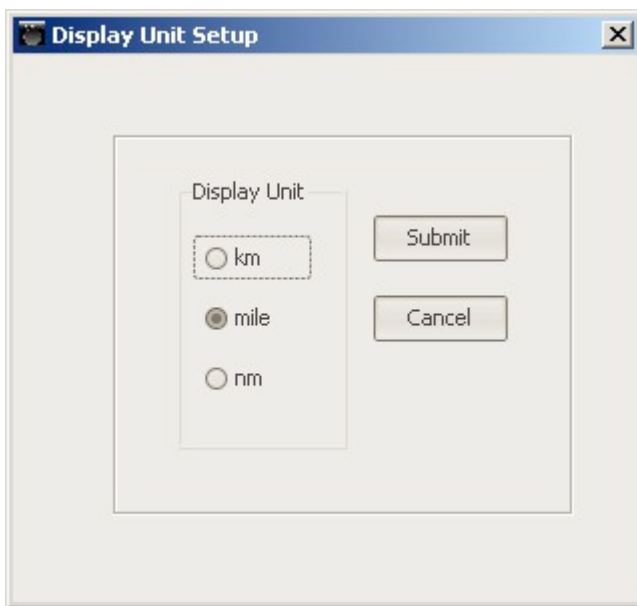 Display Unit Setup
Display Unit
km
mile
nm
Submit
Cancel